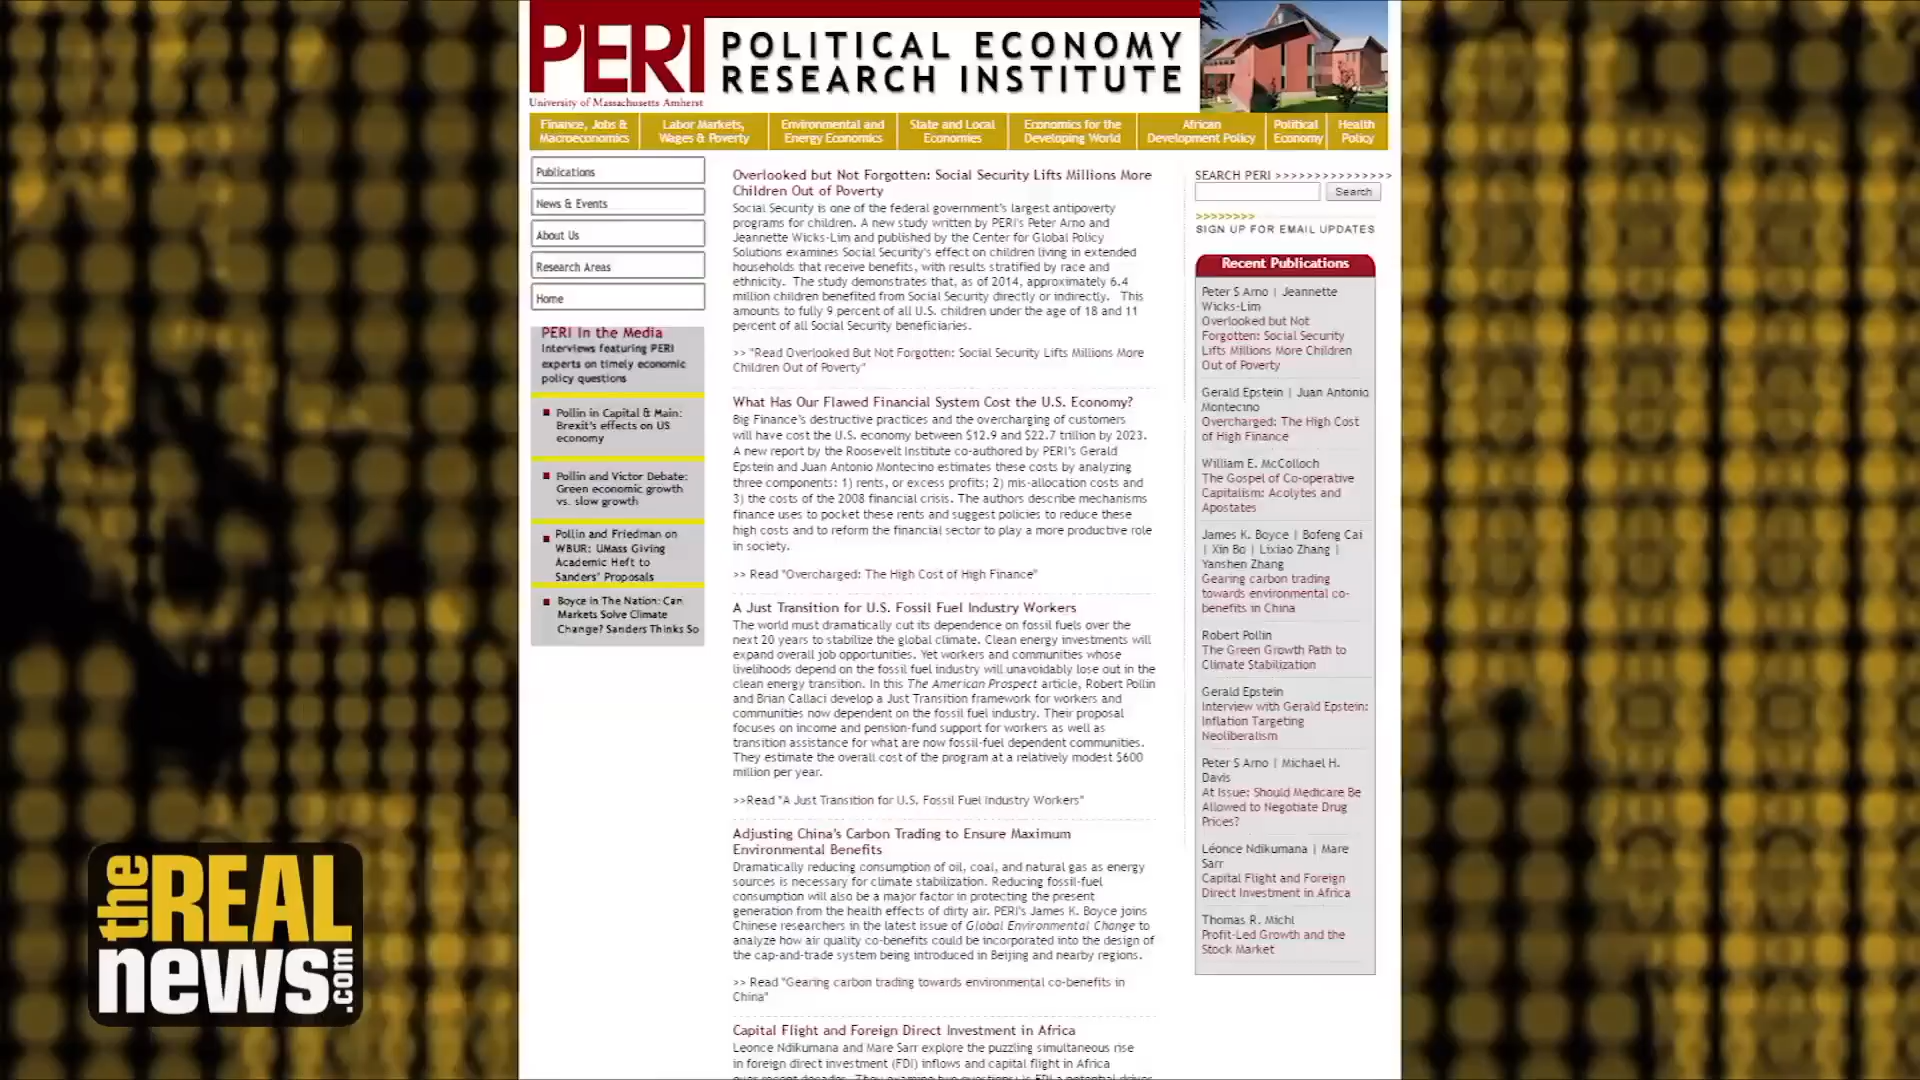 PERI
University of Massachusetts Amherst
POLITICAL ECONOMY
RESEARCH INSTITUTE
Finance, Jobs &
Macroeconomics
Labor Markets,
Wages & Poverty
Environmental and
Energy Economics
State and Local
Economies
Economics for the
Developing World
African
Development Policy
Political
Economy
Health
Policy
Publications
News & Events
About Us
Research Areas
Home
PERI In the Media
Interviews featuring PERI
experts on timely economic
policy questions
Pollin in Capital & Main:
Brexit's effects on US
economy
Pollin and Victor Debate:
Green economic growth
vs. slow growth
Pollin and Friedman on
WBUR: UMass Giving
Academic Heft to
Sanders' Proposals
Boyce in The Nation: Can
Markets Solve Climate
Change? Sanders Thinks So
Overlooked but Not Forgotten: Social Security Lifts Millions More
Children Out of Poverty
Social Security is one of the federal government's largest antipoverty
programs for children. A new study written by PERI's Peter Arno and
Jeannette Wicks-Lim and published by the Center for Global Policy
Solutions examines Social Security's effect on children living in extended
households that receive benefits, with results stratified by race and
ethnicity. The study demonstrates that, as of 2014, approximately 6.4
million children benefited from Social Security directly or indirectly. This
amounts to fully 9 percent of all U.S. children under the age of 18 and 11
percent of all Social Security beneficiaries.
>> "Read Overlooked But Not Forgotten: Social Security Lifts Millions More
Children Out of Poverty"
What Has Our Flawed Financial System Cost the U.S. Economy?
Big Finance's destructive practices and the overcharging of customers
will have cost the U.S. economy between $12.9 and $22.7 trillion by 2023.
A new report by the Roosevelt Institute co-authored by PERI's Gerald
Epstein and Juan Antonio Montecino estimates these costs by analyzing
three components: 1) rents, or excess profits; 2) mis-allocation costs and
3) the costs of the 2008 financial crisis. The authors describe mechanisms
finance uses to pocket these rents and suggest policies to reduce these
high costs and to reform the financial sector to play a more productive role
in society.
>> Read "Overcharged: The High Cost of High Finance"
A Just Transition for U.S. Fossil Fuel Industry Workers
The world must dramatically cut its dependence on fossil fuels over the
next 20 years to stabilize the global climate. Clean energy investments will
expand overall job opportunities. Yet workers and communities whose
livelihoods depend on the fossil fuel industry will unavoidably lose out in the
clean energy transition. In this The American Prospect article, Robert Pollin
and Brian Callaci develop a Just Transition framework for workers and
communities now dependent on the fossil fuel industry. Their proposal
focuses on income and pension-fund support for workers as well as
transition assistance for what are now fossil-fuel dependent communities.
They estimate the overall cost of the program at a relatively modest $600
million per year.
>>Read "A Just Transition for U.S. Fossil Fuel Industry Workers"
Adjusting China's Carbon Trading to Ensure Maximum
Environmental Benefits
Dramatically reducing consumption of oil, coal, and natural gas as energy
sources is necessary for climate stabilization. Reducing fossil-fuel
consumption will also be a major factor in protecting the present
generation from the health effects of dirty air. PERI's James K. Boyce joins
Chinese researchers in the latest issue of Global Environmental Change to
analyze how air quality co-benefits could be incorporated into the design of
the cap-and-trade system being introduced in Beijing and nearby regions.
>> Read "Gearing carbon trading towards environmental co-benefits in
China"
Capital Flight and Foreign Direct Investment in Africa
Leonce Ndikumana and Mare Sarr explore the puzzling simultaneous rise
in foreign direct investment (FDI) inflows and capital flight in Africa
SEARCH PERI >>>>>>>>>>>>>>>
Search
>>>>>>>>
SIGN UP FOR EMAIL UPDATES
Recent Publications
Peter S Arno | Jeannette
Wicks-Lim
Overlooked but Not
Forgotten: Social Security
Lifts Millions More Children
Out of Poverty
Gerald Epstein | Juan Antonio
Montecino
Overcharged: The High Cost
of High Finance
William E. McColloch
The Gospel of Co-operative
Capitalism: Acolytes and
Apostates
James K. Boyce | Bofeng Cai
| Xin Bo | Lixiao Zhang |
Yanshen Zhang
Gearing carbon trading
towards environmental co-
benefits in China
Robert Pollin
The Green Growth Path to
Climate Stabilization
Gerald Epstein
Interview with Gerald Epstein:
Inflation Targeting
Neoliberalism
Peter S Arno | Michael H.
Davis
At Issue: Should Medicare Be
Allowed to Negotiate Drug
Prices?
Léonce Ndikumana | Mare
Sarr
Capital Flight and Foreign
Direct Investment in Africa
Thomas R. Michl
Profit-Led Growth and the
Stock Market
the REAL
news.com